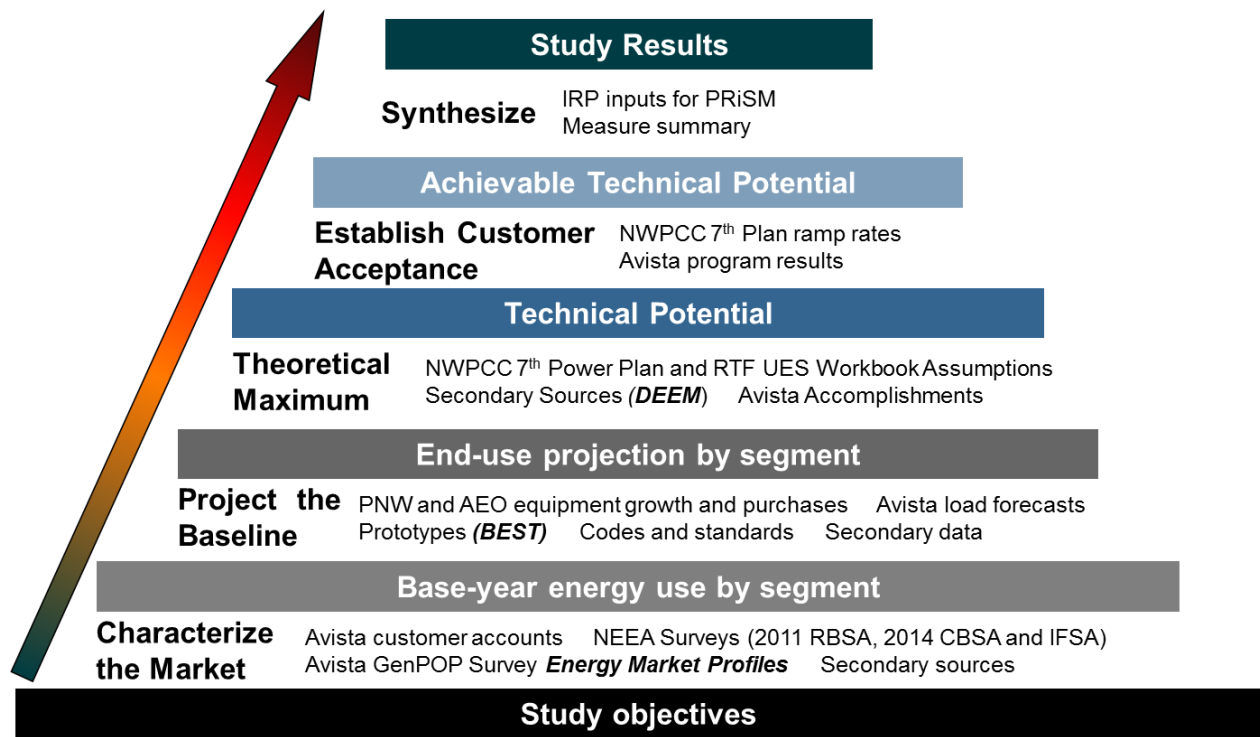 Study Results
Synthesize
IRP inputs for PRiSM
Measure summary
Achievable Technical Potential
Establish Customer
Acceptance
NWPCC 7th Plan ramp rates
Avista program results
Technical Potential
Theoretical
Maximum
NWPCC 7th Power Plan and RTF UES Workbook Assumptions
Secondary Sources (DEEM) Avista Accomplishments
End-use projection by segment
Project the
Baseline
PNW and AEO equipment growth and purchases Avista load forecasts
Prototypes (BEST) Codes and standards Secondary data
Base-year energy use by segment
Characterize
the Market
Avista customer accounts NEEA Surveys (2011 RBSA, 2014 CBSA and IFSA)
Avista GenPOP Survey Energy Market Profiles Secondary sources
Study objectives